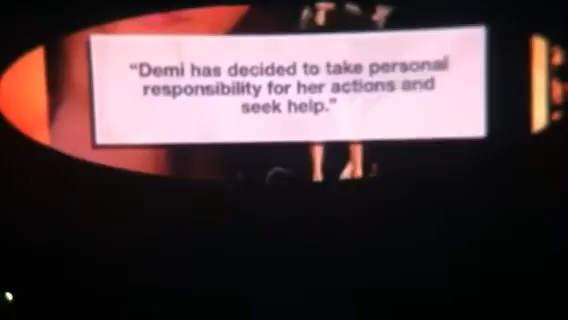 “Demi has decided to take personal
responsibility for her actions and
seek help.”